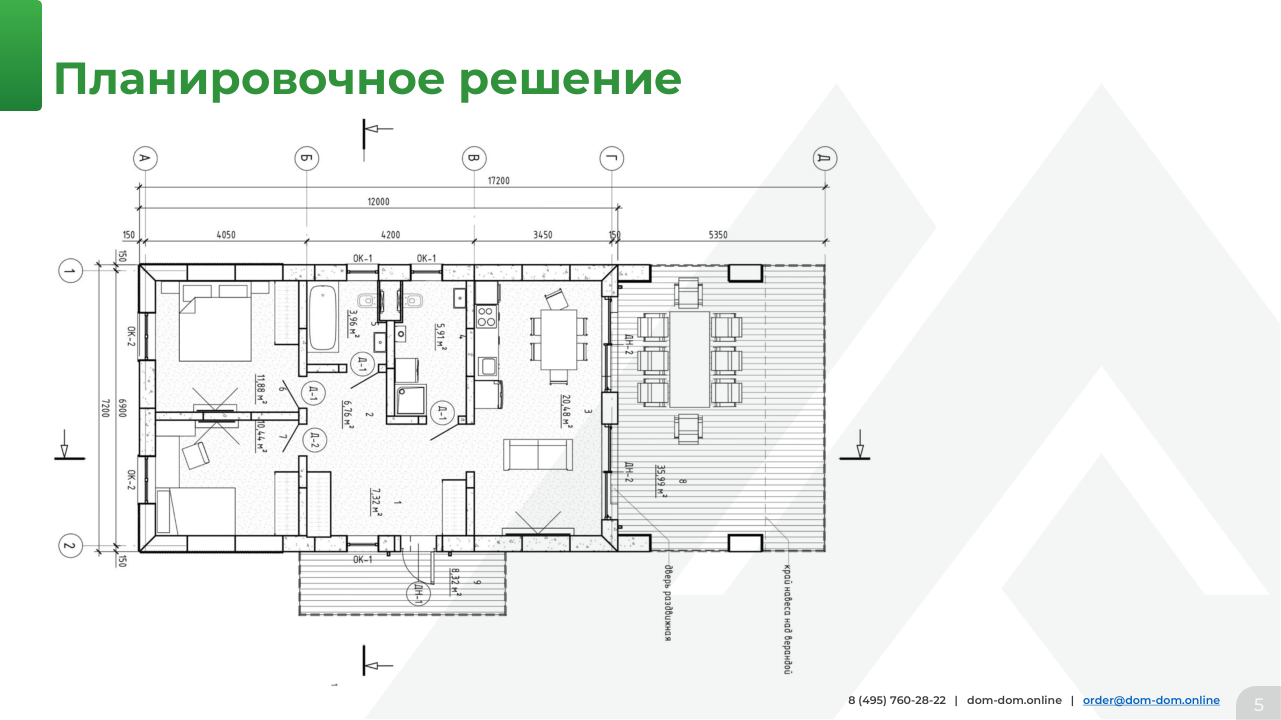 Планировочное решение
А Б В Г Д
17200
12000
150 4050 4200 3450 150 5350
150
ОК-1 ОК-1
1
ОК-2
3,96 м²
5
5,91 м²
4
ДН-2
Д-1
11,88 м²
6
Д-1
6,76 м²
2
Д-1
20,48 м²
3
7200
6900
10,44 м²
7
Д-2
ОК-2
7,32 м²
1
ДН-2
35,99 м²
8
2
150
ОК-1
ДН-1
8,32 м²
9
дверь раздвижная
край навеса над верандой
1
8 (495) 760-28-22 | dom-dom.online | order@dom-dom.online
5